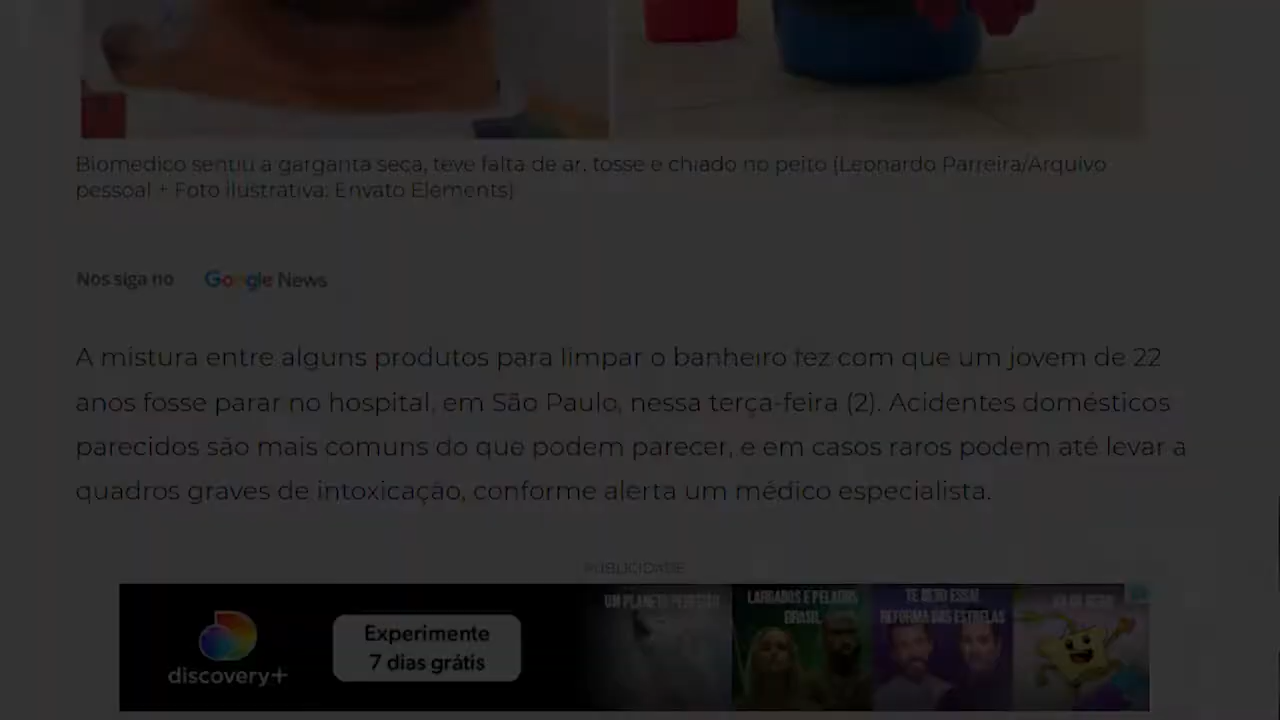 Biomedico sentiu a garganta seca, teve falta de ar, tosse e chiado no peito (Leonardo Parreira/Arquivo
pessoal + Foto ilustrativa: Envato Elements)
Nos siga no Google News
A mistura entre alguns produtos para limpar o banheiro fez com que um jovem de 22
anos fosse parar no hospital, em São Paulo, nessa terça-feira (2). Acidentes domésticos
parecidos são mais comuns do que podem parecer, e em casos raros podem até levar a
quadros graves de intoxicação, conforme alerta um médico especialista.
PUBLICIDADE
discovery+
Experimente
7 dias grátis
UM PLANETA PERFEITO
LARGADOS E PELADOS
BRASIL
TE DEVO ESSA!
REFORMA DAS ESTRELAS